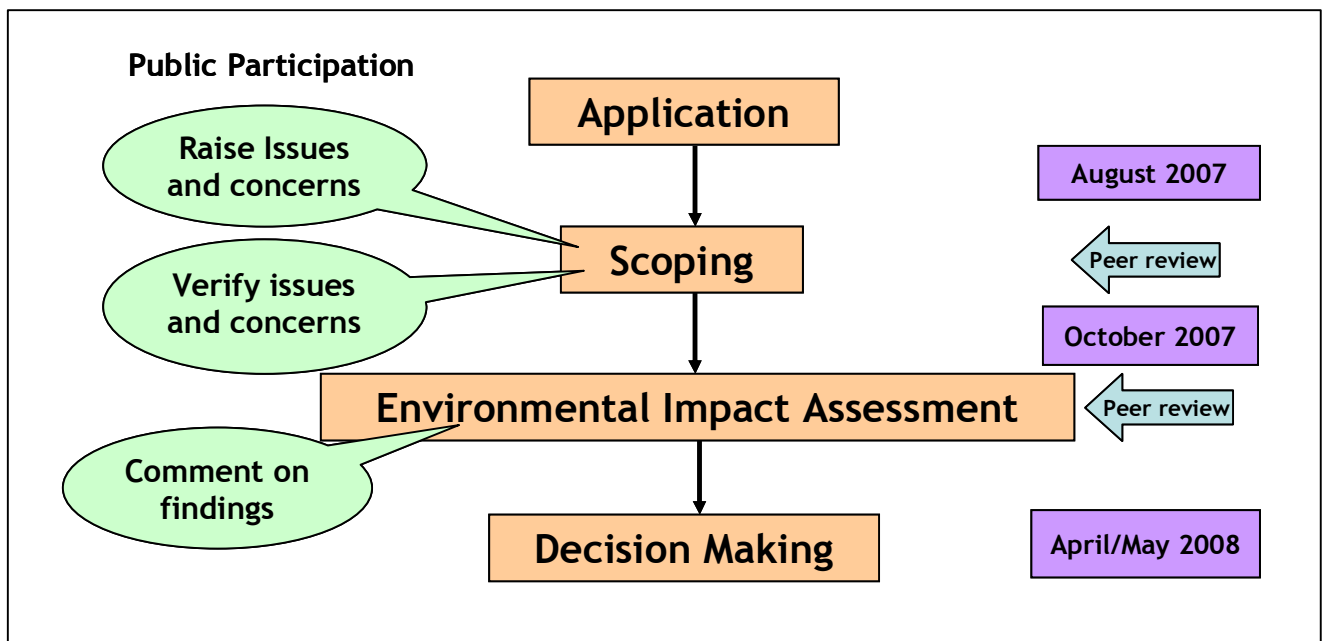 Public Participation
Application
Raise Issues
and concerns
August 2007
Scoping
Peer review
Verify issues
and concerns
October 2007
Environmental Impact Assessment
Peer review
Comment on
findings
Decision Making
April/May 2008